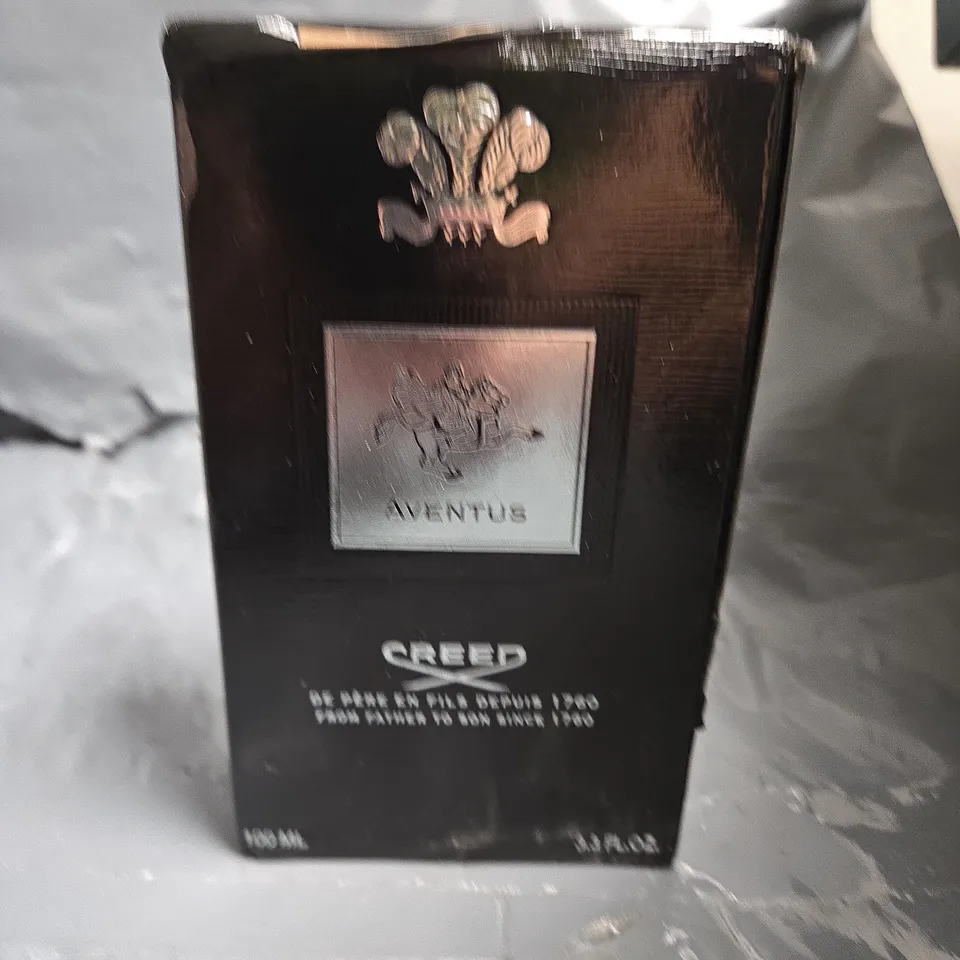 AVENTUS
CREED
DE PÈRE EN FILS DEPUIS 1760
FROM FATHER TO SON SINCE 1760
100 ML
3.3 FL.OZ.